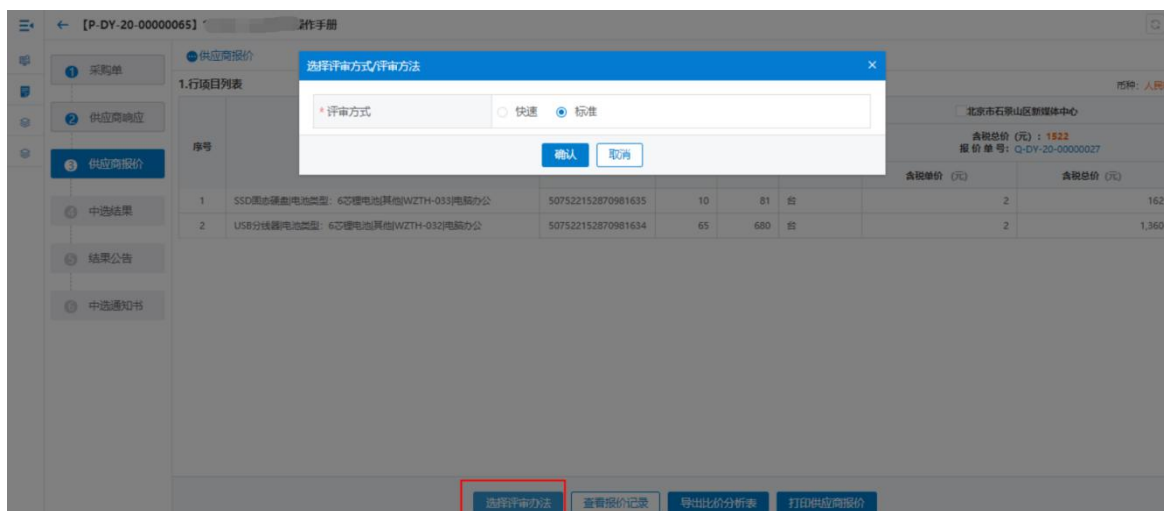 【P-DY-20-00000065】
操作手册
供应商报价
1 采购单
2 供应商响应
3 供应商报价
4 中选结果
5 结果公告
6 中选通知书
1.行项目列表
币种：人民
选择评审方式/评审方法 ×
* 评审方式 快速 标准
确认 取消
序号
北京市石景山区新媒体中心
含税总价（元）：1522
报价单号：Q-DY-20-00000027
含税单价（元） 含税总价（元）
1 SSD固态硬盘|电池类型：6芯锂电池|其他|WZTH-033|电脑办公 507522152870981635 10 81 台 2 162
2 USB分线器|电池类型：6芯锂电池|其他|WZTH-032|电脑办公 507522152870981634 65 680 台 2 1,360
选择评审办法 查看报价记录 导出比价分析表 打印供应商报价